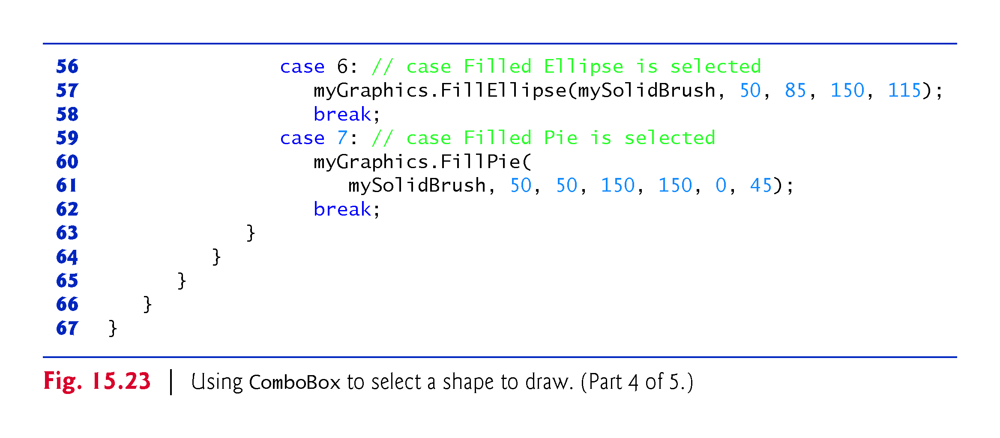 56 case 6: // case Filled Ellipse is selected
57 myGraphics.FillEllipse(mySolidBrush, 50, 85, 150, 115);
58 break;
59 case 7: // case Filled Pie is selected
60 myGraphics.FillPie(
61 mySolidBrush, 50, 50, 150, 150, 0, 45);
62 break;
63 }
64 }
65 }
66 }
67 }
Fig. 15.23 | Using ComboBox to select a shape to draw. (Part 4 of 5.)